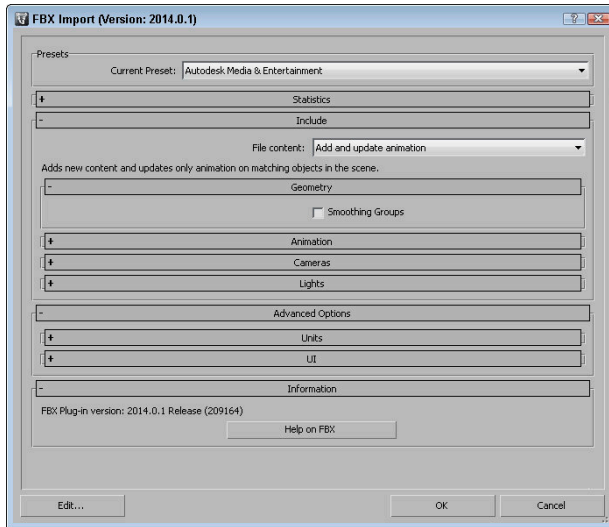 FBX Import (Version: 2014.0.1)
Presets
Current Preset: Autodesk Media & Entertainment
+ Statistics
- Include
File content: Add and update animation
Adds new content and updates only animation on matching objects in the scene.
- Geometry
Smoothing Groups
+ Animation
+ Cameras
+ Lights
- Advanced Options
+ Units
+ UI
- Information
FBX Plug-in version: 2014.0.1 Release (209164)
Help on FBX
Edit... OK Cancel